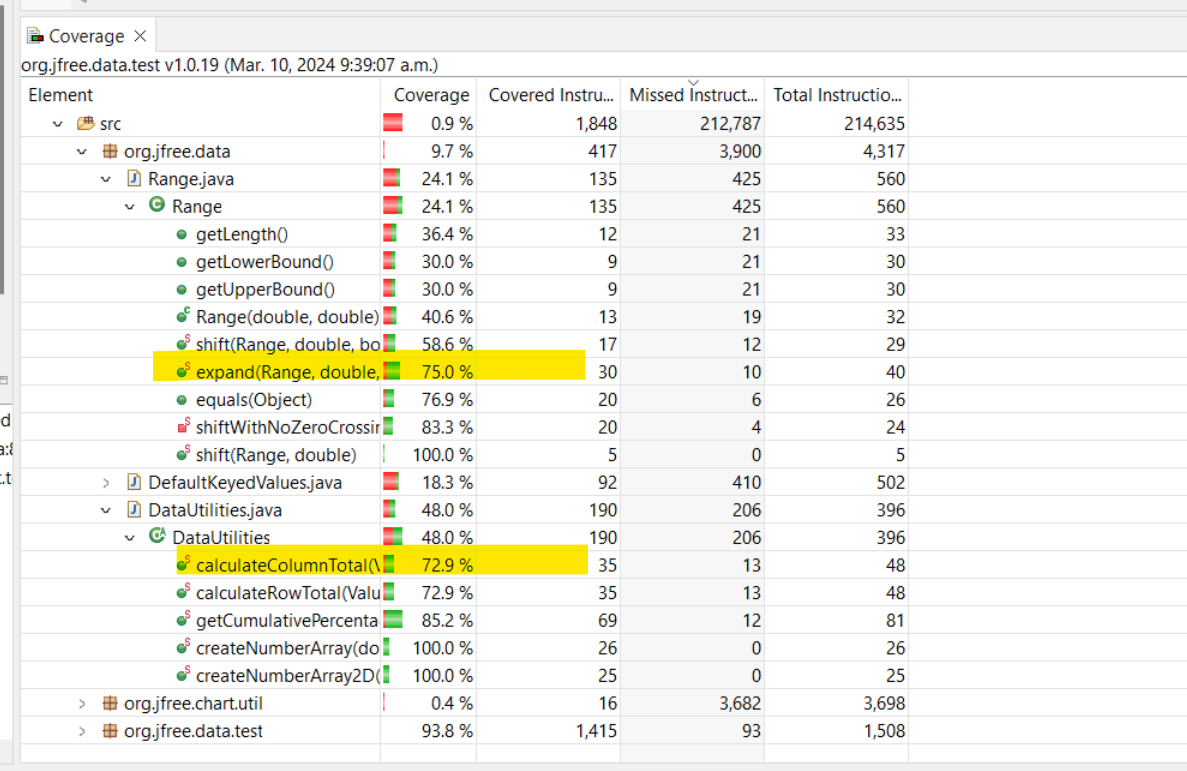 Coverage
org.jfree.data.test v1.0.19 (Mar. 10, 2024 9:39:07 a.m.)
Element Coverage Covered Instru... Missed Instruct... Total Instructio...
src 0.9 % 1,848 212,787 214,635
org.jfree.data 9.7 % 417 3,900 4,317
Range.java 24.1 % 135 425 560
Range 24.1 % 135 425 560
getLength() 36.4 % 12 21 33
getLowerBound() 30.0 % 9 21 30
getUpperBound() 30.0 % 9 21 30
Range(double, double) 40.6 % 13 19 32
shift(Range, double, bo 58.6 % 17 12 29
expand(Range, double, 75.0 % 30 10 40
equals(Object) 76.9 % 20 6 26
shiftWithNoZeroCrossin 83.3 % 20 4 24
shift(Range, double) 100.0 % 5 0 5
DefaultKeyedValues.java 18.3 % 92 410 502
DataUtilities.java 48.0 % 190 206 396
DataUtilities 48.0 % 190 206 396
calculateColumnTotal(V 72.9 % 35 13 48
calculateRowTotal(Valu 72.9 % 35 13 48
getCumulativePercenta 85.2 % 69 12 81
createNumberArray(do 100.0 % 26 0 26
createNumberArray2D( 100.0 % 25 0 25
org.jfree.chart.util 0.4 % 16 3,682 3,698
org.jfree.data.test 93.8 % 1,415 93 1,508